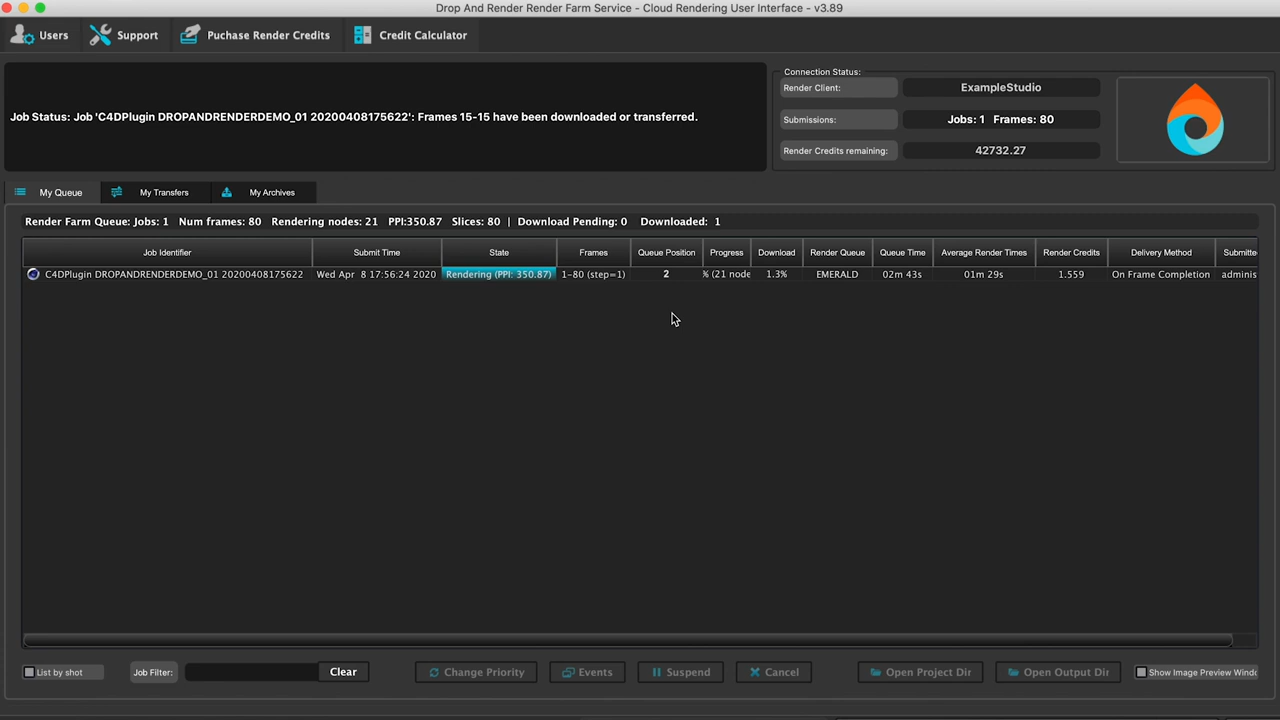 Drop And Render Render Farm Service - Cloud Rendering User Interface - v3.89
Users Support Puchase Render Credits Credit Calculator
Job Status: Job 'C4DPlugin DROPANDRENDERDEMO_01 20200408175622': Frames 15-15 have been downloaded or transferred.
Connection Status:
Render Client: ExampleStudio
Submissions: Jobs: 1 Frames: 80
Render Credits remaining: 42732.27
My Queue My Transfers My Archives
Render Farm Queue: Jobs: 1 Num frames: 80 Rendering nodes: 21 PPI:350.87 Slices: 80 | Download Pending: 0 Downloaded: 1
Job Identifier Submit Time State Frames Queue Position Progress Download Render Queue Queue Time Average Render Times Render Credits Delivery Method Submitte
C4DPlugin DROPANDRENDERDEMO_01 20200408175622 Wed Apr 8 17:56:24 2020 Rendering (PPI: 350.87) 1-80 (step=1) 2 % (21 node 1.3% EMERALD 02m 43s 01m 29s 1.559 On Frame Completion adminis
List by shot Job Filter: Clear Change Priority Events Suspend Cancel Open Project Dir Open Output Dir Show Image Preview Windo